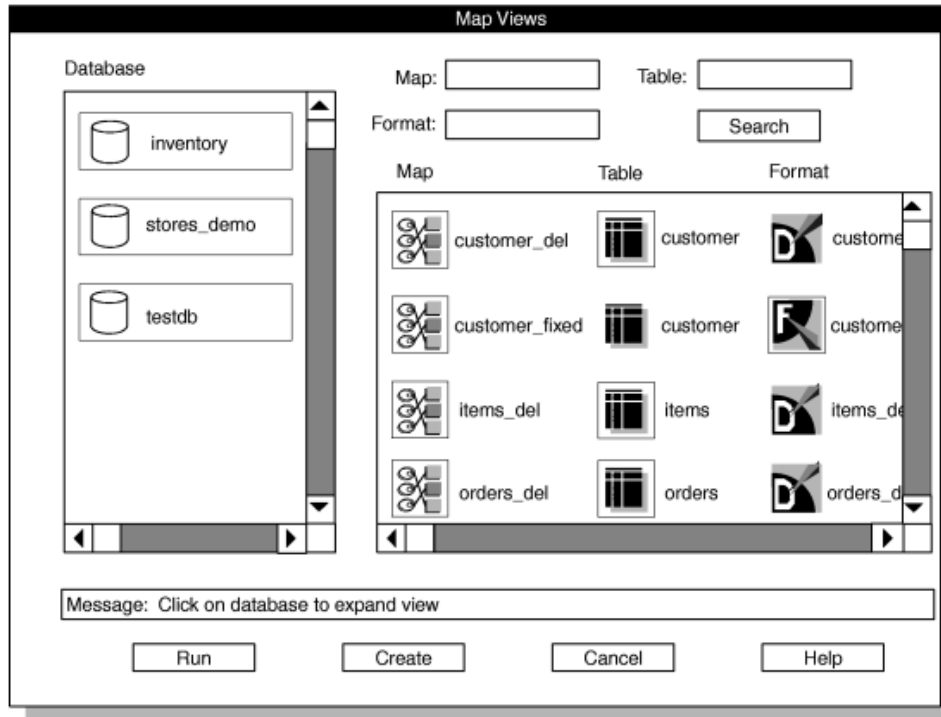 Map Views
Database
Map:
Table:
Format:
Search
inventory
stores_demo
testdb
Map Table Format
customer_del customer custome
customer_fixed customer custome
items_del items items_de
orders_del orders orders_d
Message: Click on database to expand view
Run Create Cancel Help